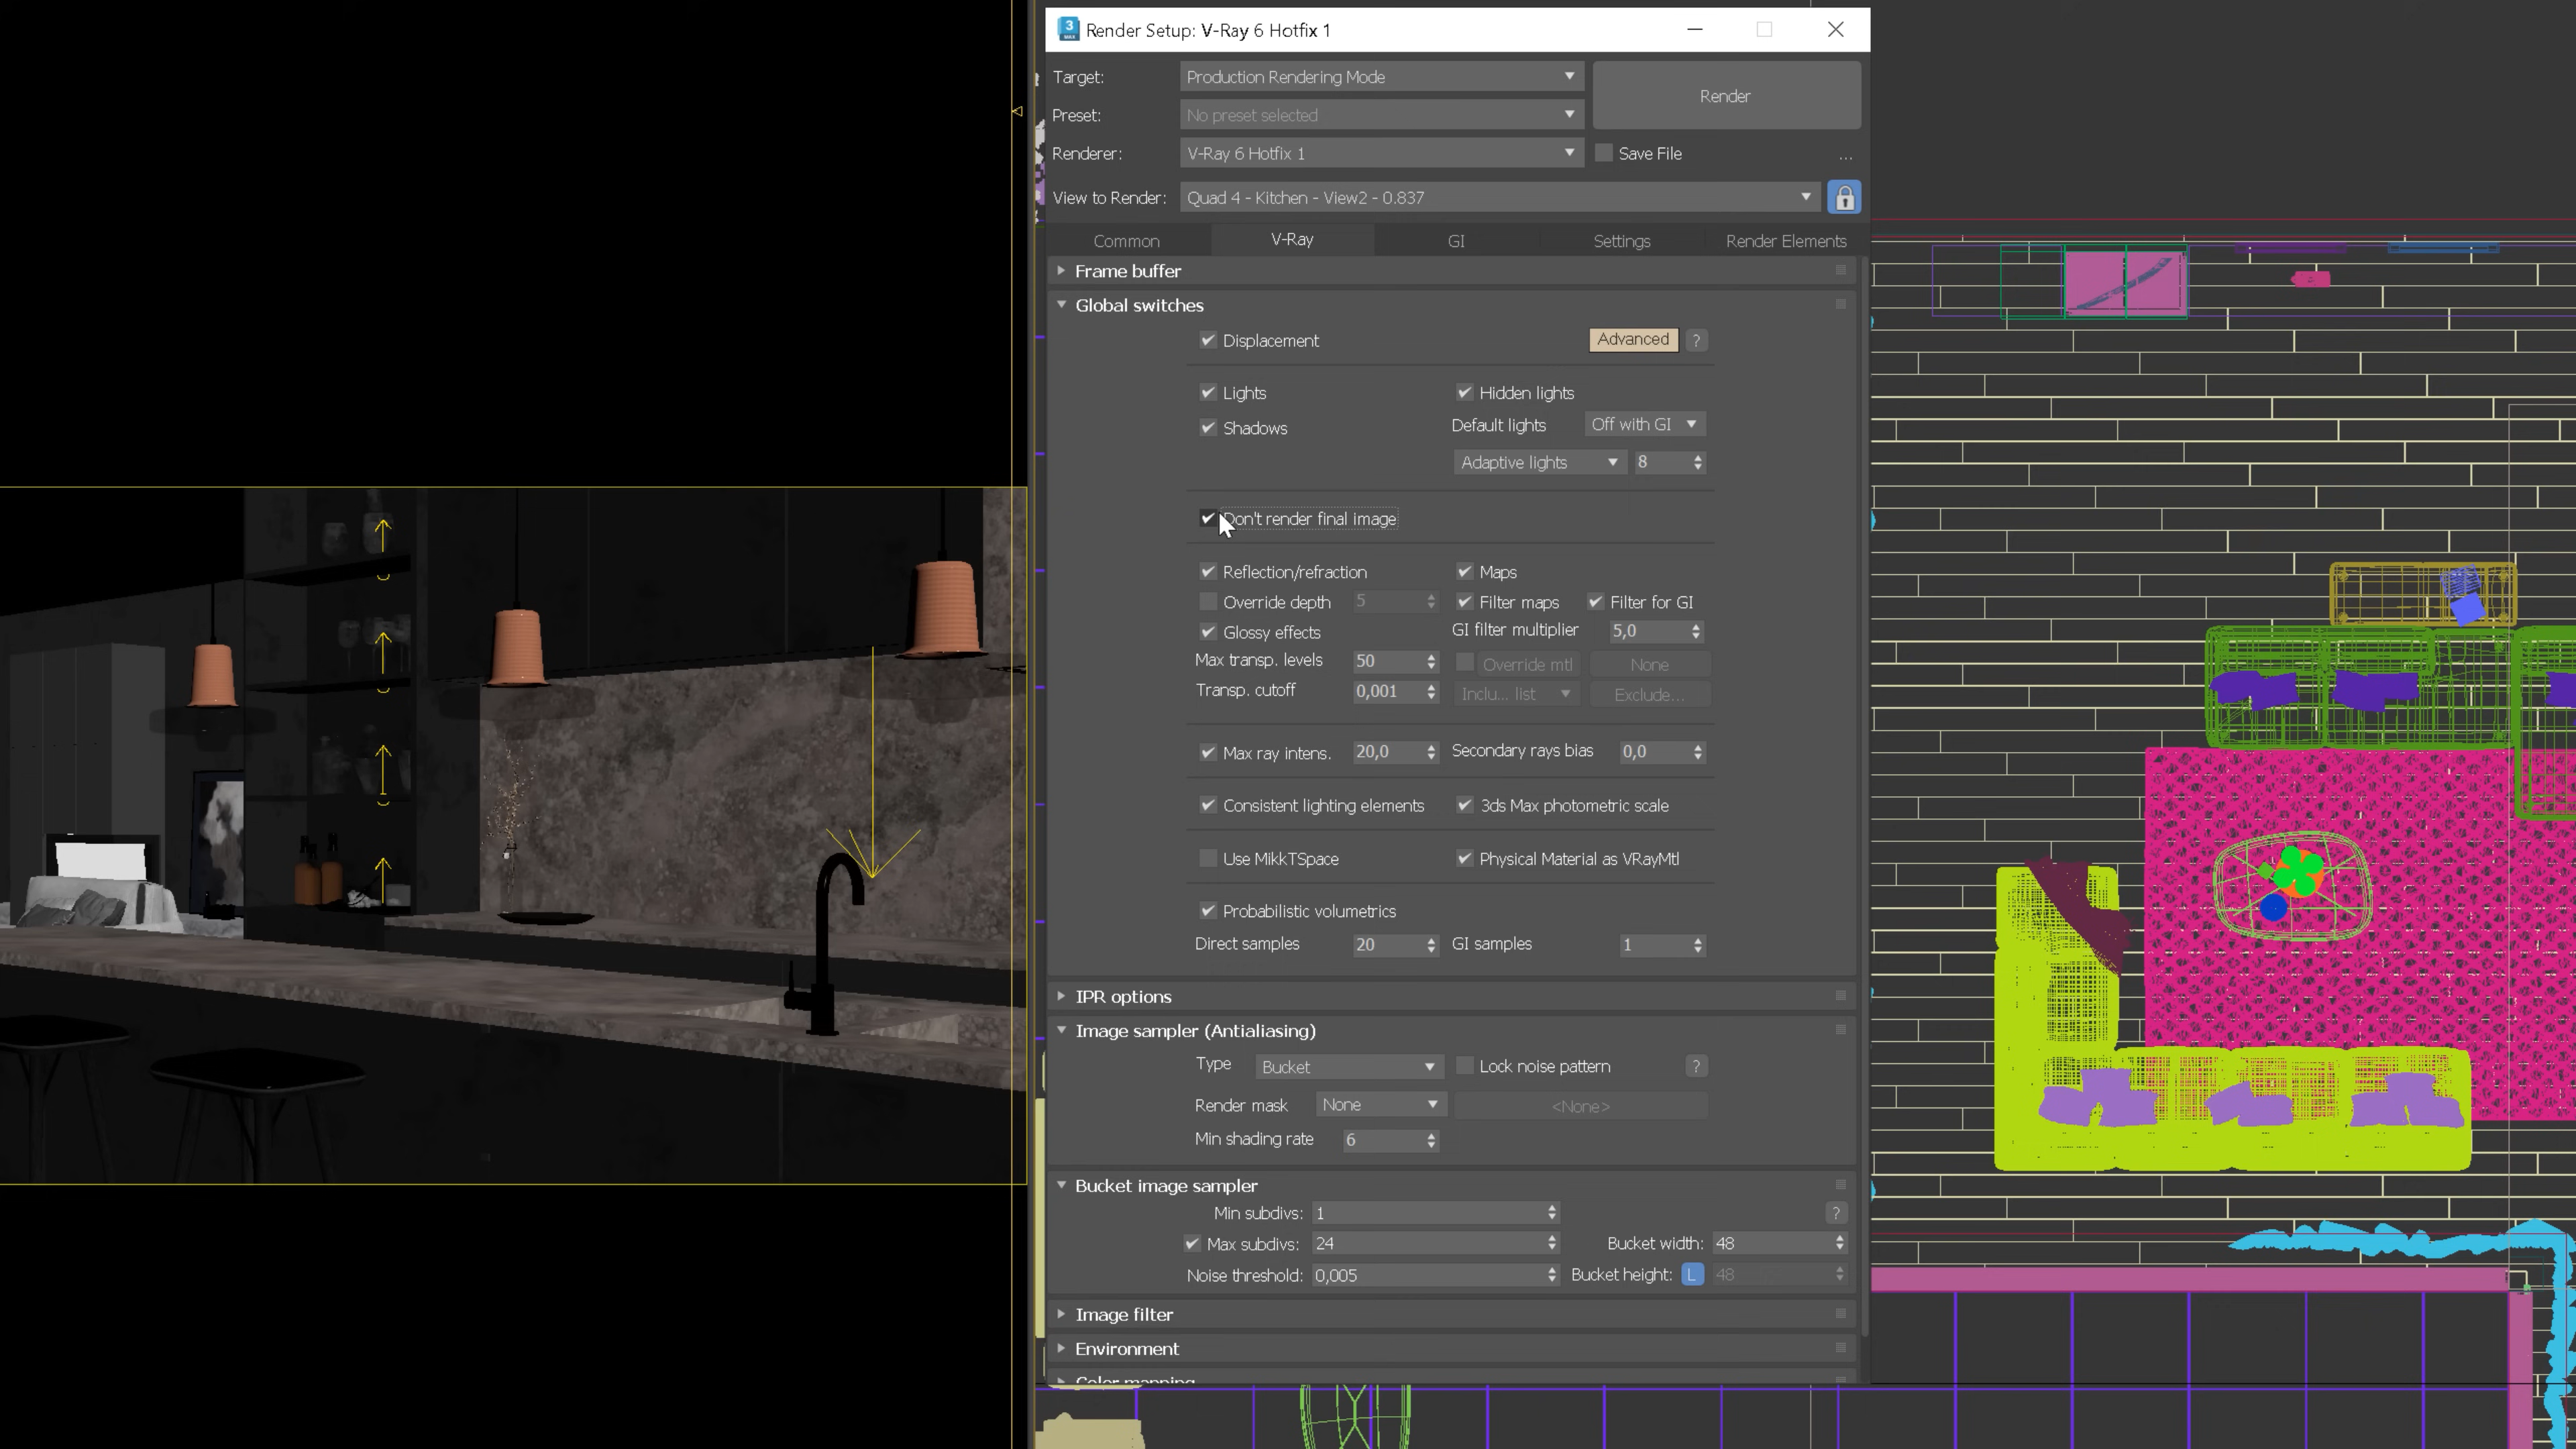 Render Setup: V-Ray 6 Hotfix 1
Target: Production Rendering Mode Render
Preset: No preset selected
Renderer: V-Ray 6 Hotfix 1 Save File ...
View to Render: Quad 4 - Kitchen - View2 - 0.837
Common V-Ray GI Settings Render Elements
Frame buffer
Global switches
Displacement Advanced ?
Lights Hidden lights
Shadows Default lights Off with GI
Adaptive lights 8
Don't render final image
Reflection/refraction Maps
Override depth 5 Filter maps Filter for GI
Glossy effects GI filter multiplier 5,0
Max transp. levels 50 Override mtl None
Transp. cutoff 0,001 Inclu... list Exclude...
Max ray intens. 20,0 Secondary rays bias 0,0
Consistent lighting elements 3ds Max photometric scale
Use MikkTSpace Physical Material as VRayMtl
Probabilistic volumetrics
Direct samples 20 GI samples 1
IPR options
Image sampler (Antialiasing)
Type Bucket Lock noise pattern ?
Render mask None <None>
Min shading rate 6
Bucket image sampler
Min subdivs: 1 ?
Max subdivs: 24 Bucket width: 48
Noise threshold: 0,005 Bucket height: L 48
Image filter
Environment
Color mapping